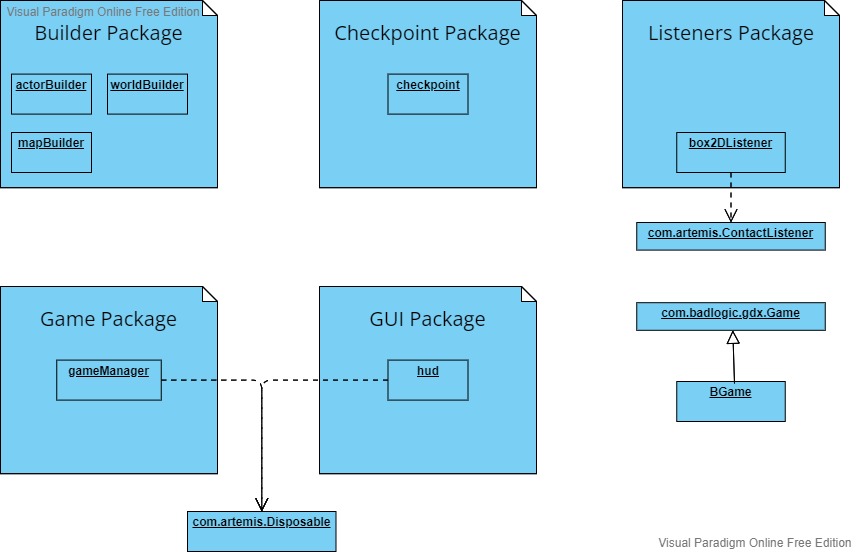 Visual Paradigm Online Free Edition
Builder Package
actorBuilder
worldBuilder
mapBuilder
Checkpoint Package
checkpoint
Listeners Package
box2DListener
com.artemis.ContactListener
Game Package
gameManager
GUI Package
hud
com.artemis.Disposable
com.badlogic.gdx.Game
BGame
Visual Paradigm Online Free Edition